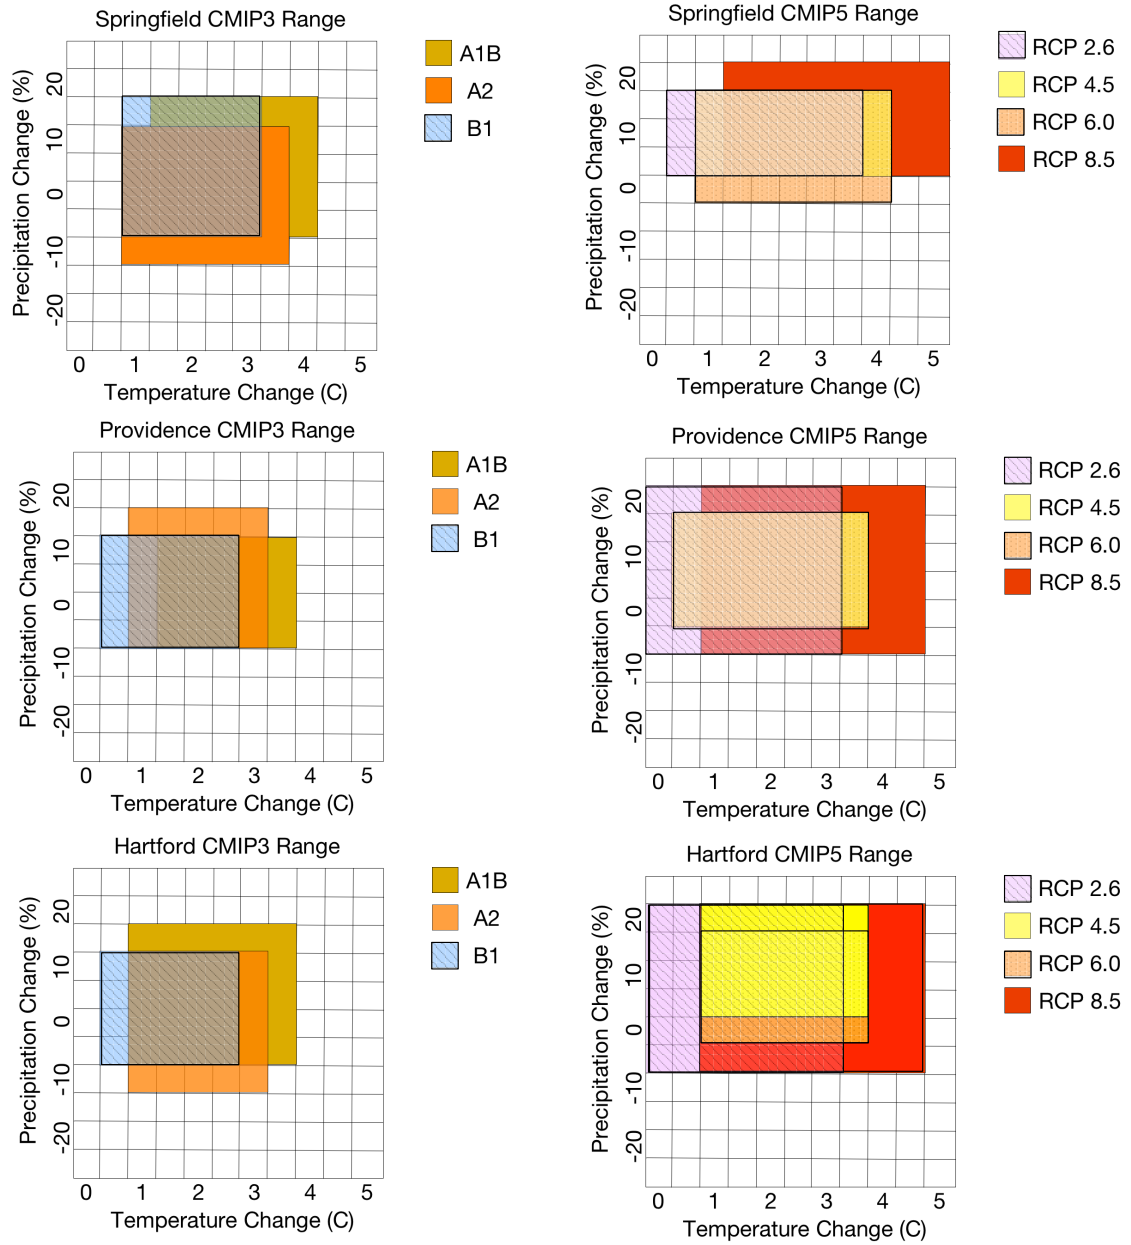 Springfield CMIP3 Range
Precipitation Change (%)
20
10
0
-10
-20
0 1 2 3 4 5
Temperature Change (C)
A1B
A2
B1
Springfield CMIP5 Range
Precipitation Change (%)
20
10
0
-10
-20
0 1 2 3 4 5
Temperature Change (C)
RCP 2.6
RCP 4.5
RCP 6.0
RCP 8.5
Providence CMIP3 Range
Precipitation Change (%)
20
10
0
-10
-20
0 1 2 3 4 5
Temperature Change (C)
A1B
A2
B1
Providence CMIP5 Range
Precipitation Change (%)
20
10
0
-10
-20
0 1 2 3 4 5
Temperature Change (C)
RCP 2.6
RCP 4.5
RCP 6.0
RCP 8.5
Hartford CMIP3 Range
Precipitation Change (%)
20
10
0
-10
-20
0 1 2 3 4 5
Temperature Change (C)
A1B
A2
B1
Hartford CMIP5 Range
Precipitation Change (%)
20
10
0
-10
-20
0 1 2 3 4 5
Temperature Change (C)
RCP 2.6
RCP 4.5
RCP 6.0
RCP 8.5